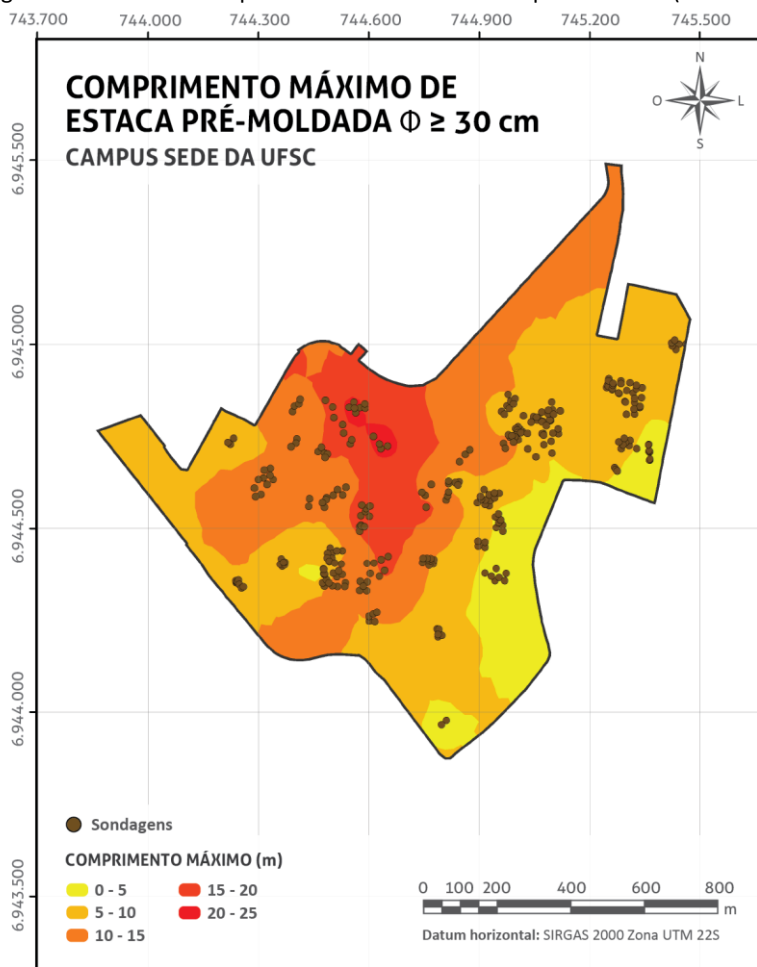 743.700 744.000 744.300 744.600 744.900 745.200 745.500
COMPRIMENTO MÁXIMO DE
ESTACA PRÉ-MOLDADA Φ ≥ 30 cm
CAMPUS SEDE DA UFSC
N
O L
S
6.945.500
6.945.000
6.944.500
6.944.000
6.943.500
Sondagens
COMPRIMENTO MÁXIMO (m)
0 - 5 15 - 20
5 - 10 20 - 25
10 - 15
0 100 200 400 600 800
m
Datum horizontal: SIRGAS 2000 Zona UTM 22S